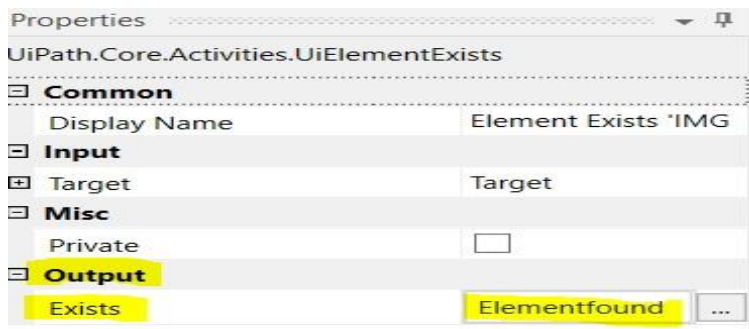 Properties
UiPath.Core.Activities.UiElementExists
Common
Display Name Element Exists 'IMG
Input
Target Target
Misc
Private
Output
Exists Elementfound ...